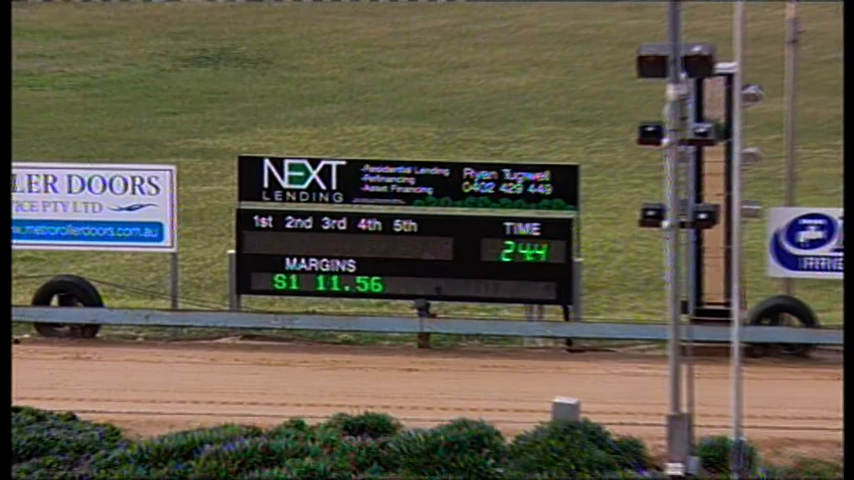 LER DOORS
ICE PTY LTD
www.metrorollerdoors.com.au
NEXT
LENDING
-Residential Lending
-Refinancing
-Asset Financing
Ryan Tugwell
0402 429 449
1st 2nd 3rd 4th 5th
TIME
24.4
MARGINS
S1 11.56